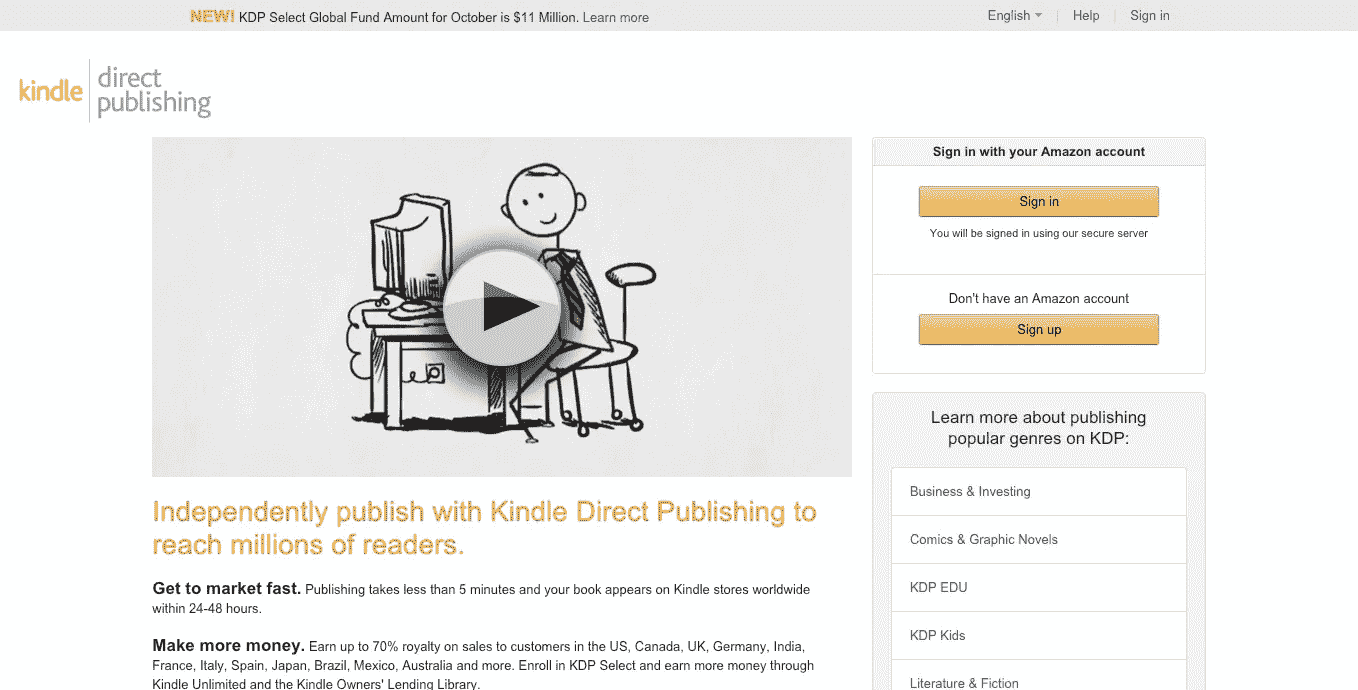 NEW! KDP Select Global Fund Amount for October is $11 Million. Learn more
English
Help
Sign in
kindle
direct
publishing
Sign in with your Amazon account
Sign in
You will be signed in using our secure server
Don't have an Amazon account
Sign up
Independently publish with Kindle Direct Publishing to
reach millions of readers.
Get to market fast. Publishing takes less than 5 minutes and your book appears on Kindle stores worldwide
within 24-48 hours.
Make more money. Earn up to 70% royalty on sales to customers in the US, Canada, UK, Germany, India,
France, Italy, Spain, Japan, Brazil, Mexico, Australia and more. Enroll in KDP Select and earn more money through
Kindle Unlimited and the Kindle Owners' Lending Library.
Learn more about publishing
popular genres on KDP:
Business & Investing
Comics & Graphic Novels
KDP EDU
KDP Kids
Literature & Fiction